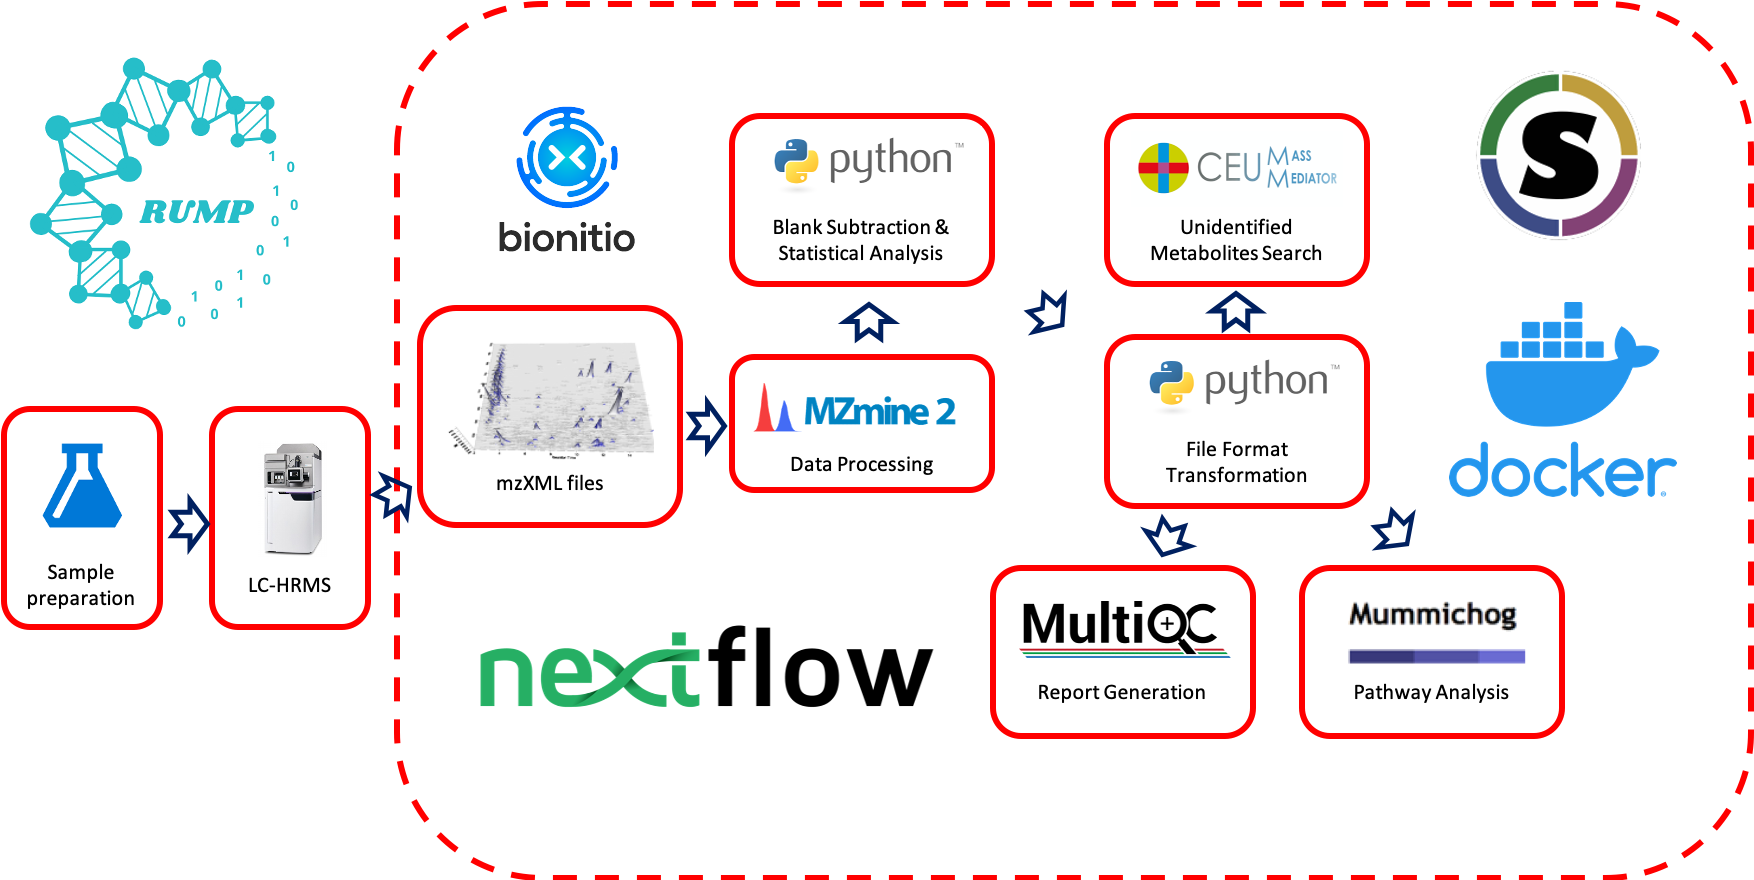 RUMP
1 0
1
0
0
1
0
1
0
0
1
1
0
1
0
bionitio
python™
Blank Subtraction &
Statistical Analysis
CEU MASS
MEDIATOR
Unidentified
Metabolites Search
S
mzXML files
MZmine 2
Data Processing
python™
File Format
Transformation
docker
Sample
preparation
LC-HRMS
nextflow
MultiQC
Report Generation
Mummichog
Pathway Analysis